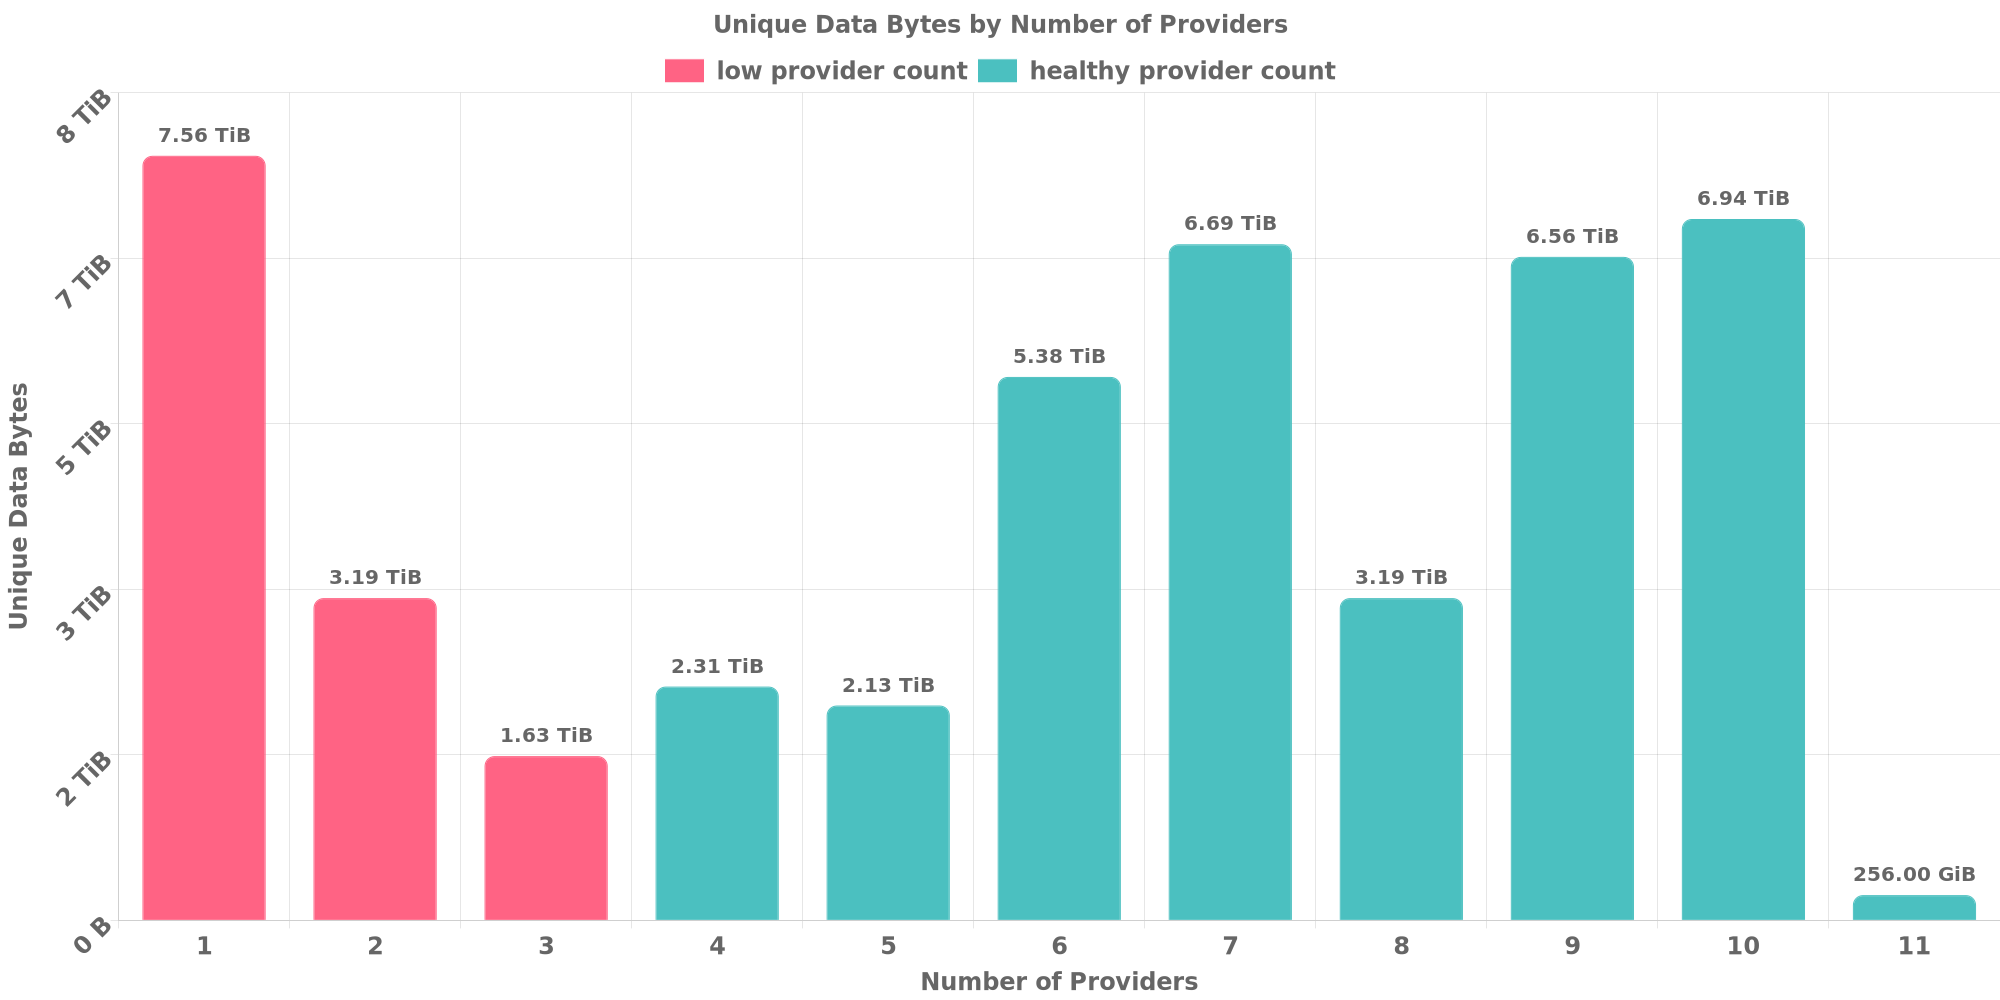 Unique Data Bytes by Number of Providers
low provider count
healthy provider count
8 TiB
7 TiB
5 TiB
3 TiB
2 TiB
0 B
Unique Data Bytes
7.56 TiB
3.19 TiB
1.63 TiB
2.31 TiB
2.13 TiB
5.38 TiB
6.69 TiB
3.19 TiB
6.56 TiB
6.94 TiB
256.00 GiB
1 2 3 4 5 6 7 8 9 10 11
Number of Providers